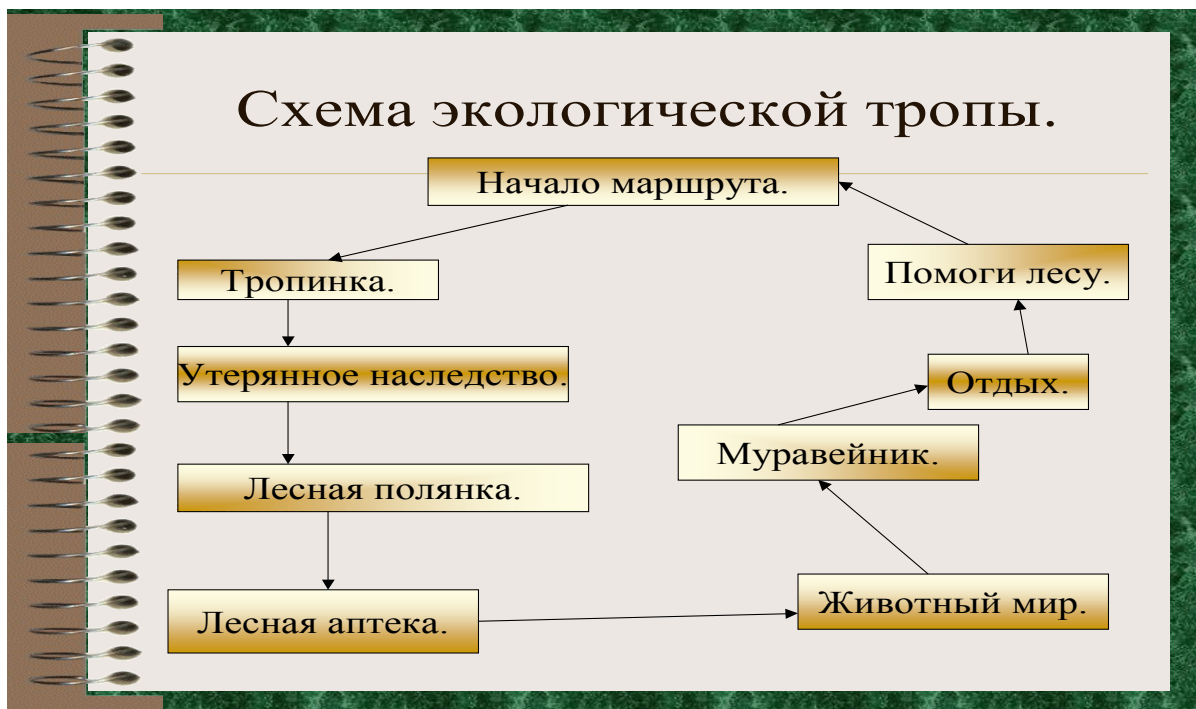 Схема экологической тропы.
Начало маршрута.
Тропинка.
Утерянное наследство.
Лесная полянка.
Лесная аптека.
Животный мир.
Муравейник.
Отдых.
Помоги лесу.